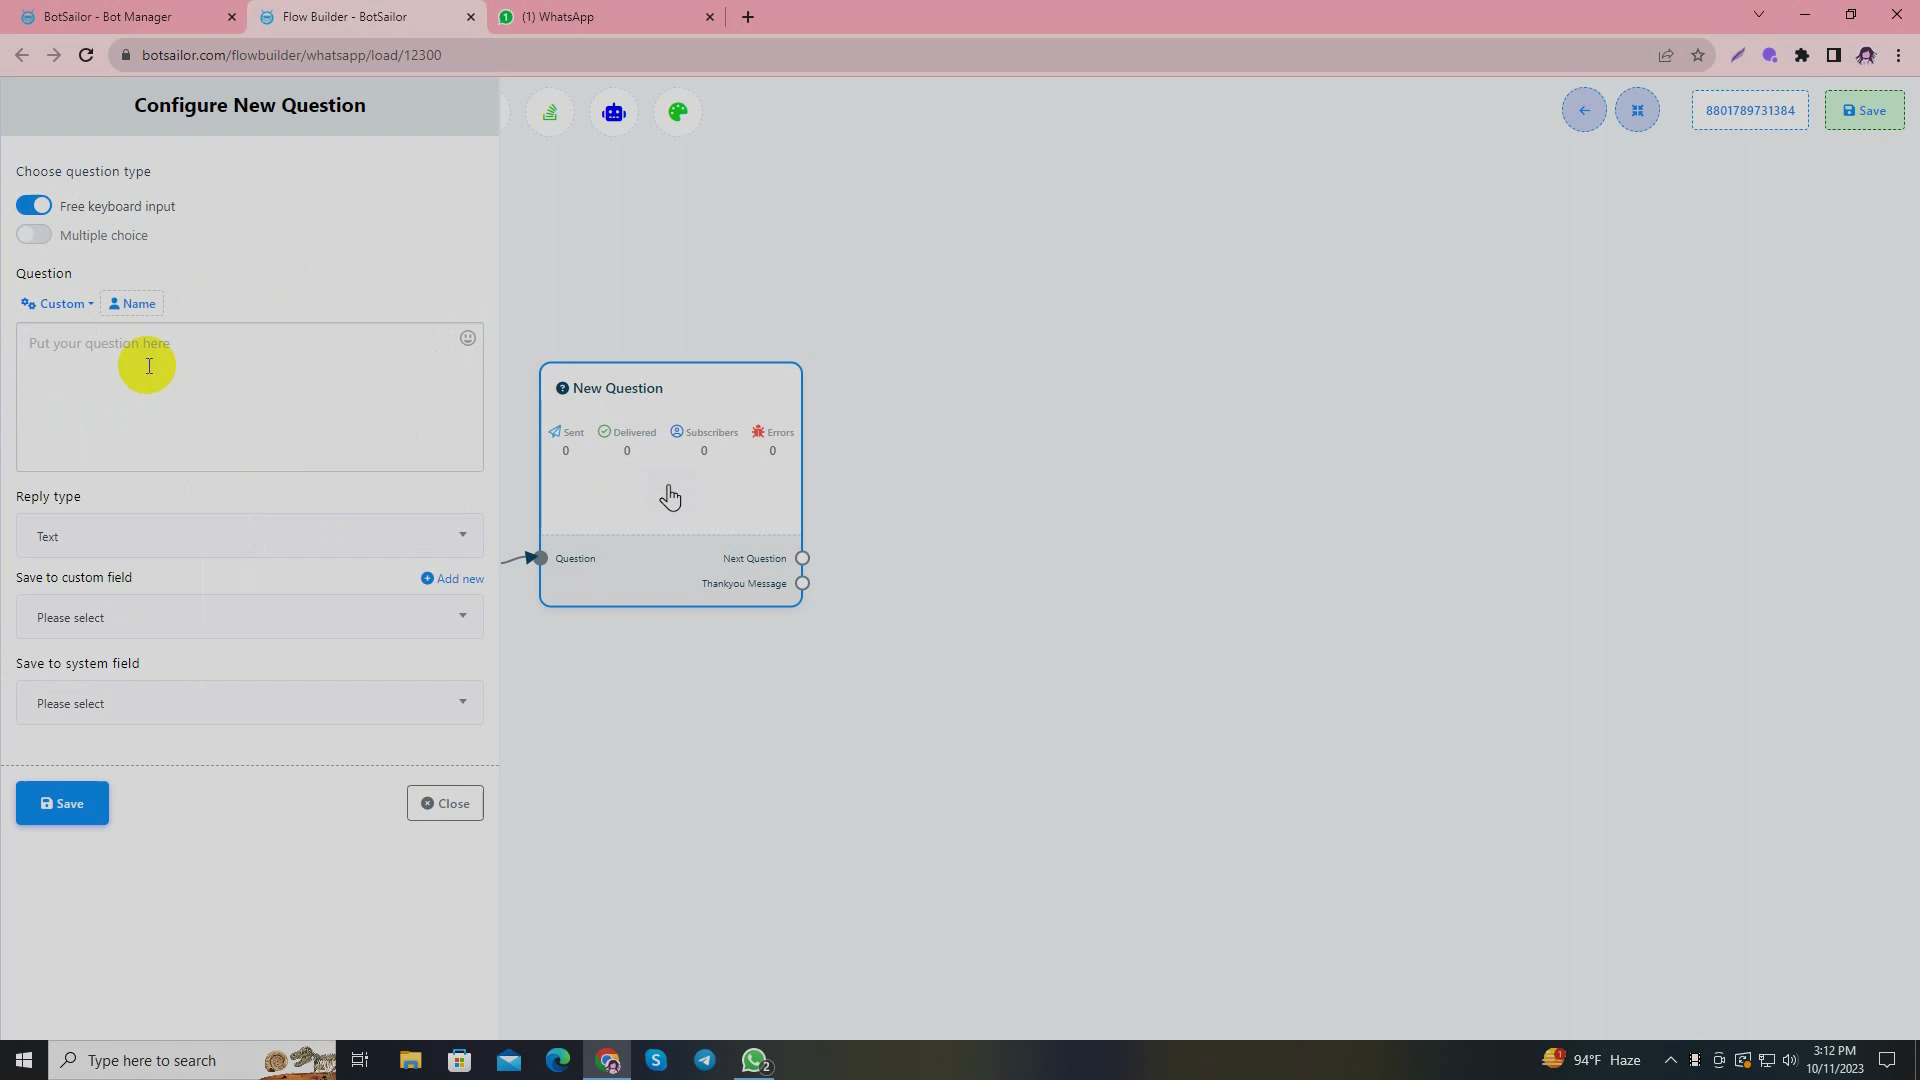 BotSailor - Bot Manager
Flow Builder - BotSailor
(1) WhatsApp
botsailor.com/flowbuilder/whatsapp/load/12300
Configure New Question
8801789731384
Save
Choose question type
Free keyboard input
Multiple choice
Question
Custom
Name
Put your question here
New Question
Sent
Delivered
Subscribers
Errors
0
0
0
0
Reply type
Text
Question
Next Question
Thankyou Message
Save to custom field
Add new
Please select
Save to system field
Please select
Save
Close
Type here to search
2
1
94°F Haze
3:12 PM
10/11/2023